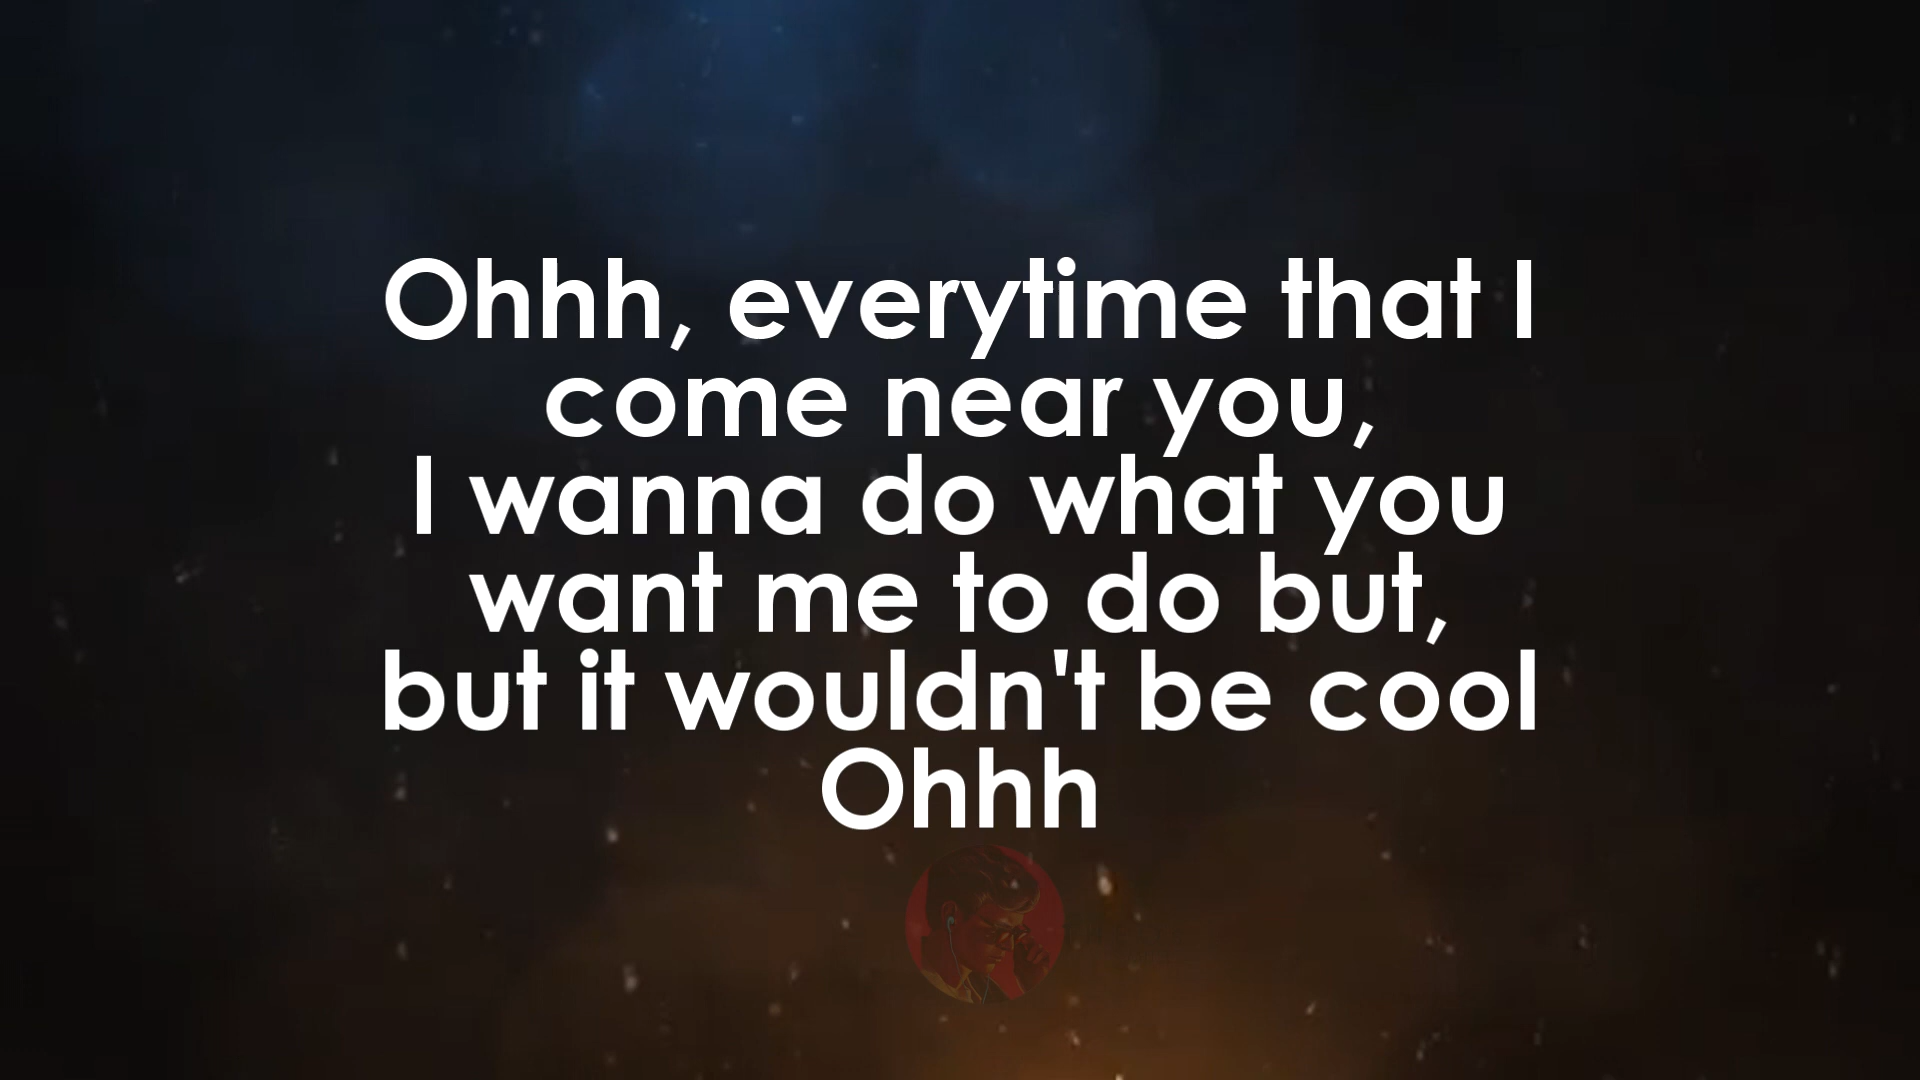 Ohhh, everytime that I
come near you,
I wanna do what you
want me to do but,
but it wouldn't be cool
Ohhh